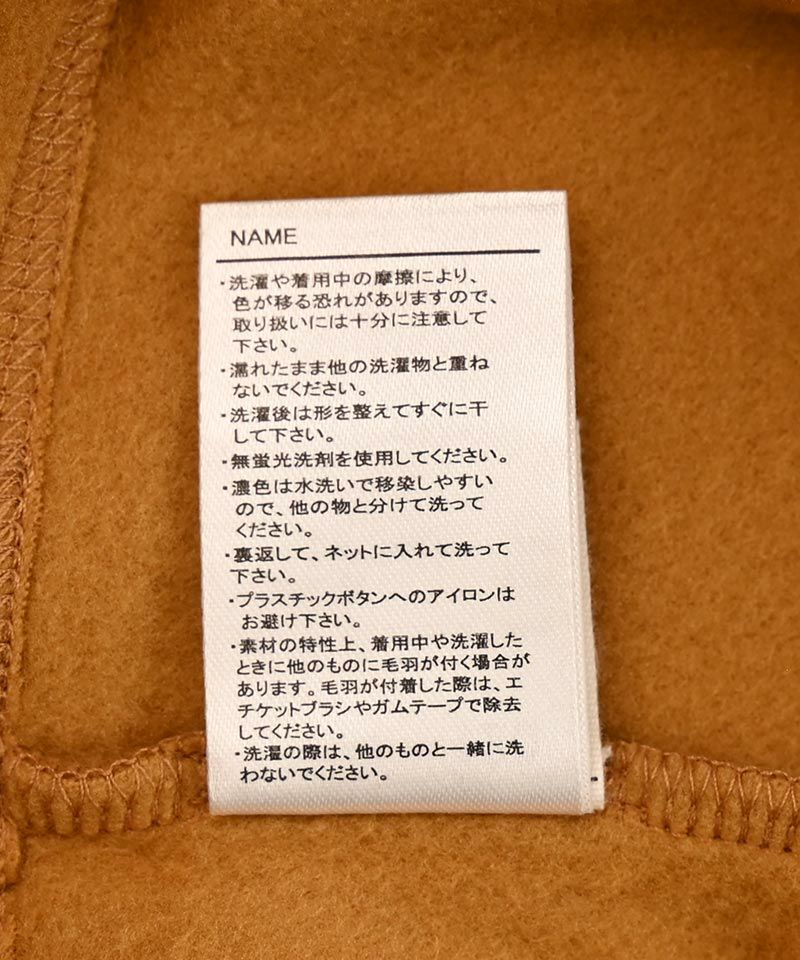 NAME
・洗濯や着用中の摩擦により、
色が移る恐れがありますので、
取り扱いには十分に注意して
下さい。
・濡れたまま他の洗濯物と重ね
ないでください。
・洗濯後は形を整えてすぐに干
して下さい。
・無蛍光洗剤を使用してください。
・濃色は水洗いで移染しやすい
ので、他の物と分けて洗って
ください。
・裏返して、ネットに入れて洗って
下さい。
・プラスチックボタンへのアイロンは
お避け下さい。
・素材の特性上、着用中や洗濯した
ときに他のものに毛羽が付く場合が
あります。毛羽が付着した際は、エ
チケットブラシやガムテープで除去
してください。
・洗濯の際は、他のものと一緒に洗
わないでください。